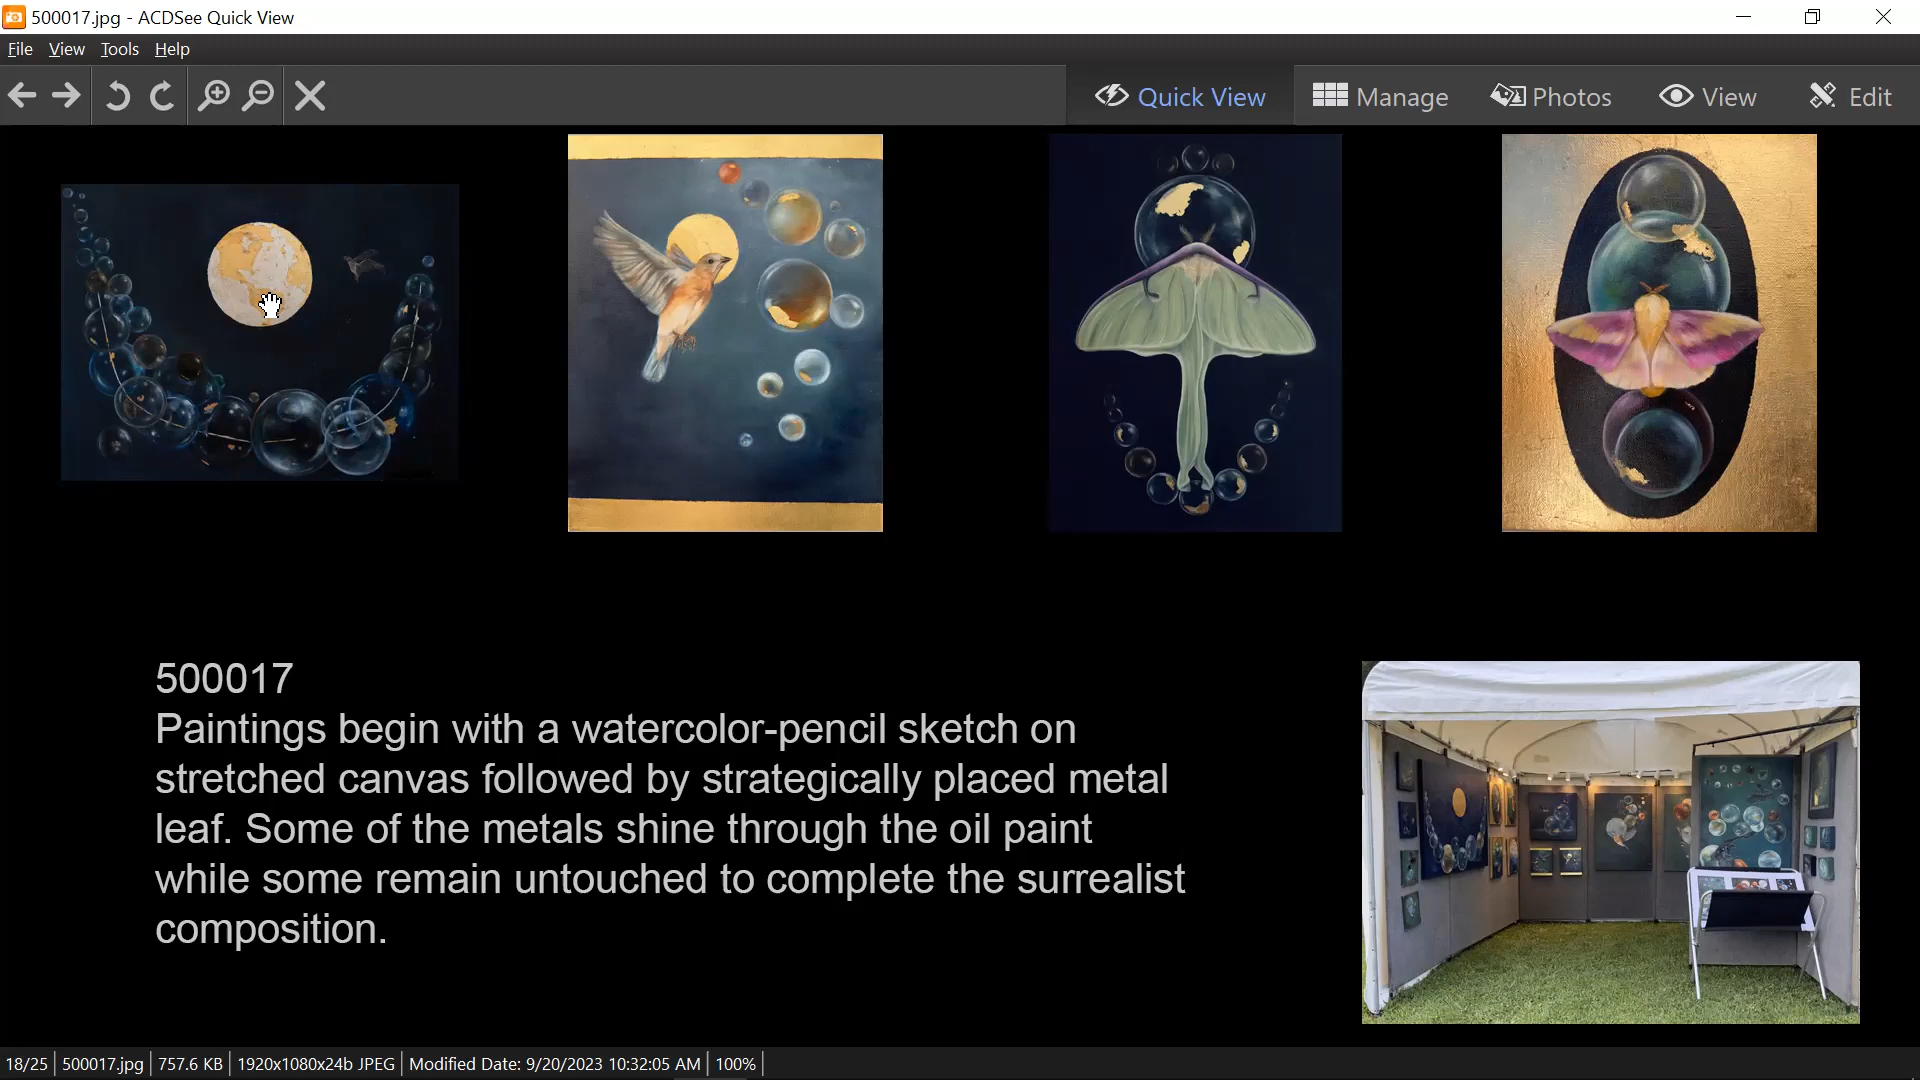 500017.jpg - ACDSee Quick View
File View Tools Help
Quick View Manage Photos View Edit
500017
Paintings begin with a watercolor-pencil sketch on
stretched canvas followed by strategically placed metal
leaf. Some of the metals shine through the oil paint
while some remain untouched to complete the surrealist
composition.
18/25 500017.jpg 757.6 KB 1920x1080x24b JPEG Modified Date: 9/20/2023 10:32:05 AM 100%